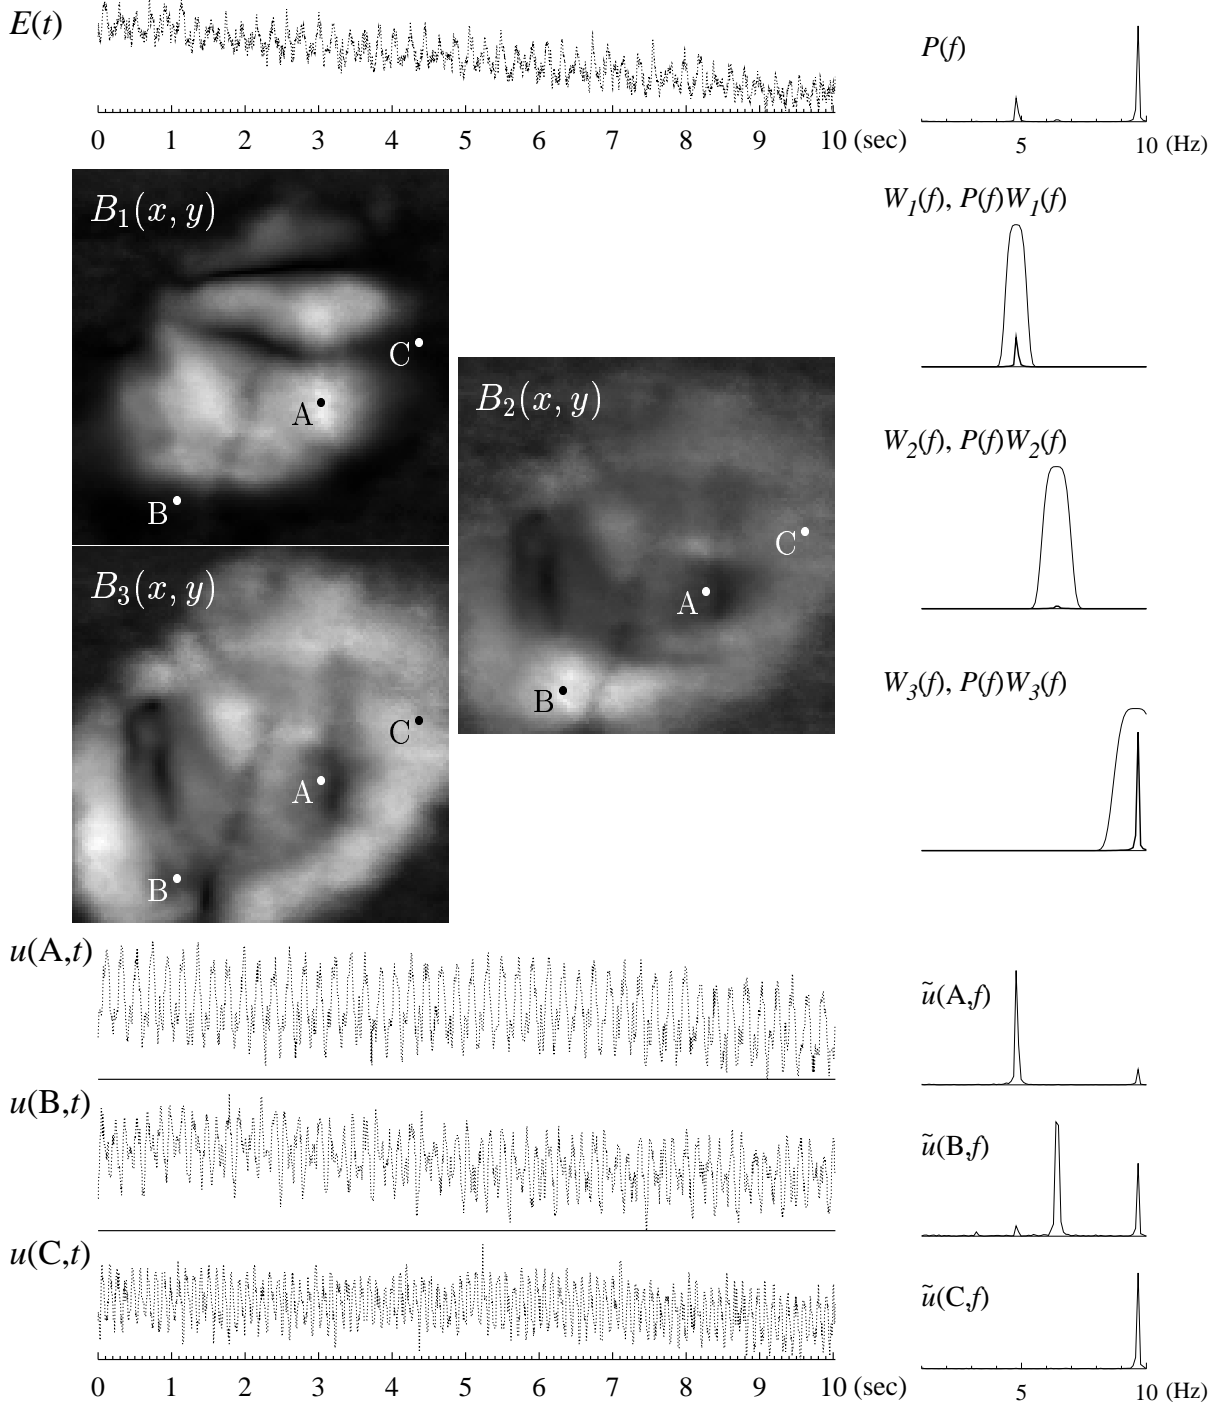 E(t)
0 1 2 3 4 5 6 7 8 9 10 (sec)
P(f)
5 10 (Hz)
B₁(x, y)
C
A
B
W₁(f), P(f)W₁(f)
B₂(x, y)
C
A
B
W₂(f), P(f)W₂(f)
B₃(x, y)
C
A
B
W₃(f), P(f)W₃(f)
u(A,t)
ũ(A,f)
u(B,t)
ũ(B,f)
u(C,t)
ũ(C,f)
0 1 2 3 4 5 6 7 8 9 10 (sec)
5 10 (Hz)